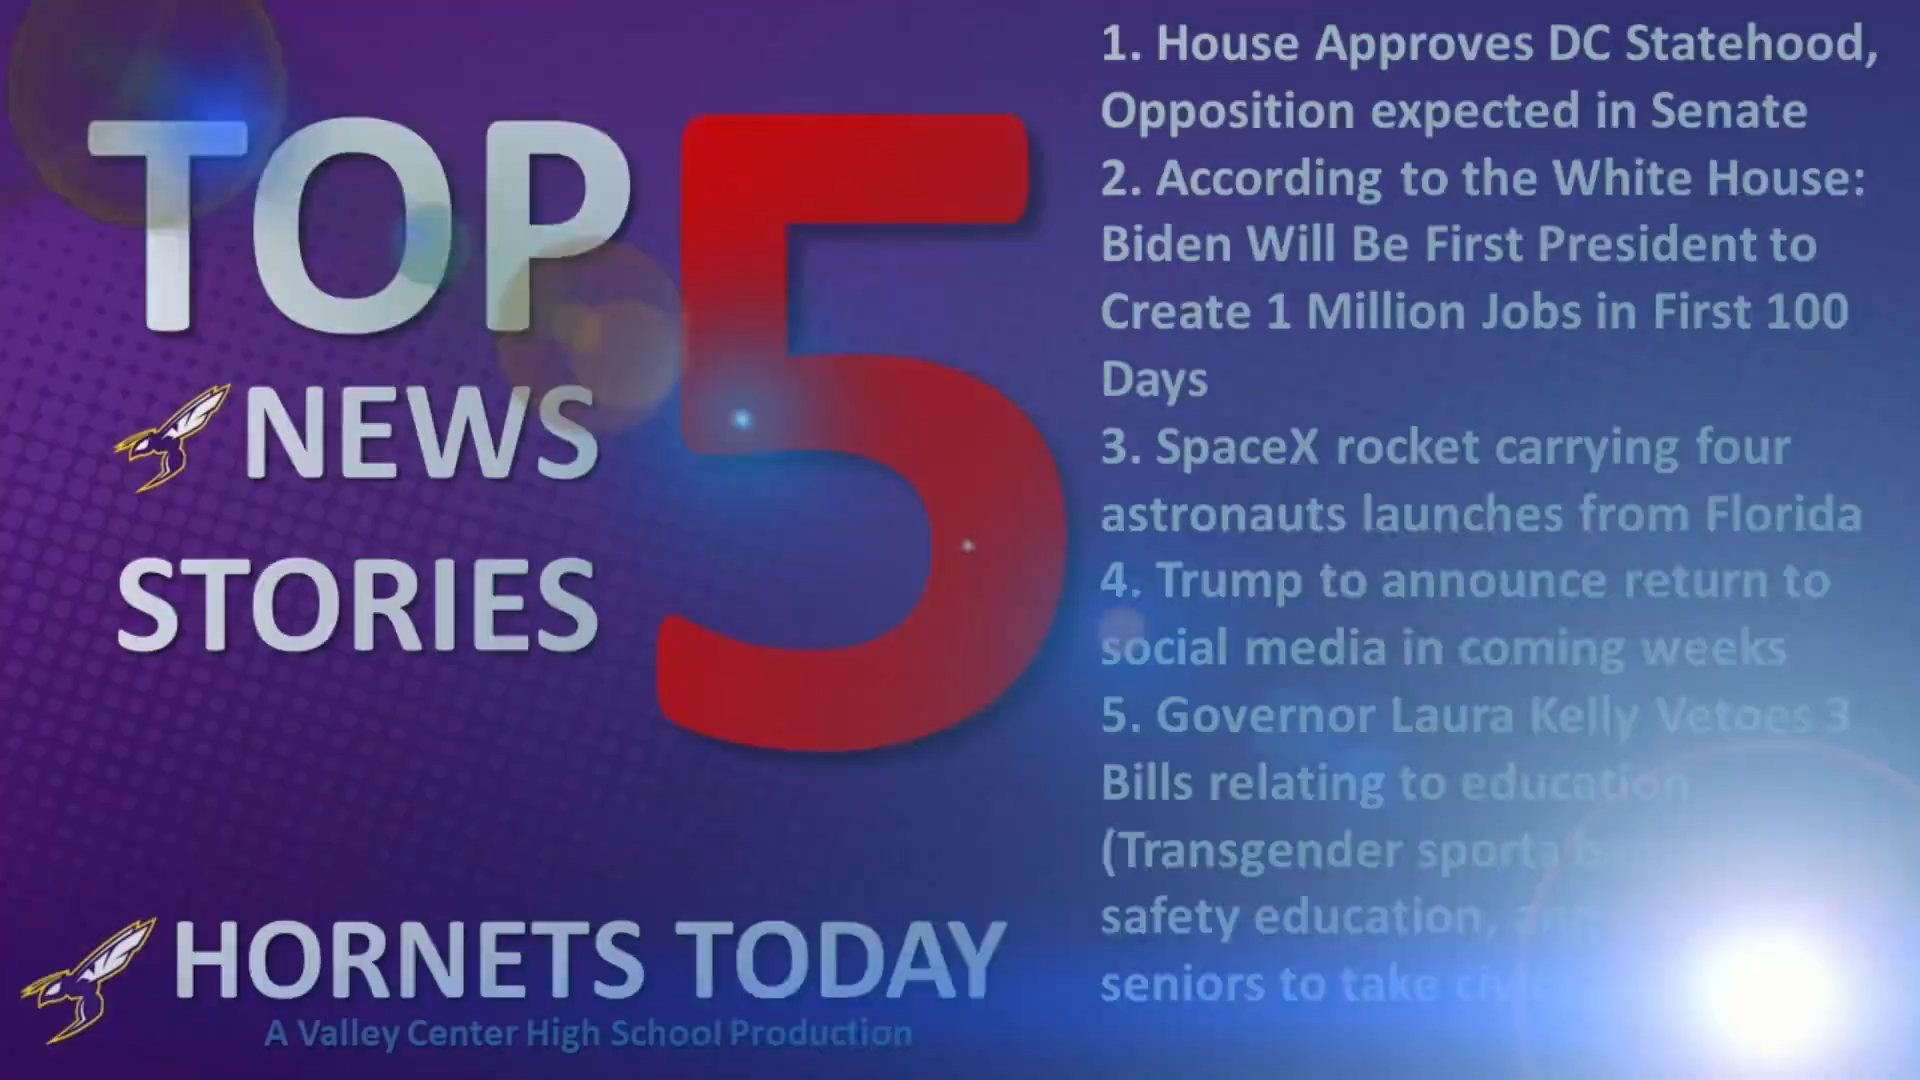 TOP 5
NEWS
STORIES
HORNETS TODAY
A Valley Center High School Production
1. House Approves DC Statehood,
Opposition expected in Senate
2. According to the White House:
Biden Will Be First President to
Create 1 Million Jobs in First 100
Days
3. SpaceX rocket carrying four
astronauts launches from Florida
4. Trump to announce return to
social media in coming weeks
5. Governor Laura Kelly Vetoes 3
Bills relating to education
(Transgender sports
safety education,
seniors to take